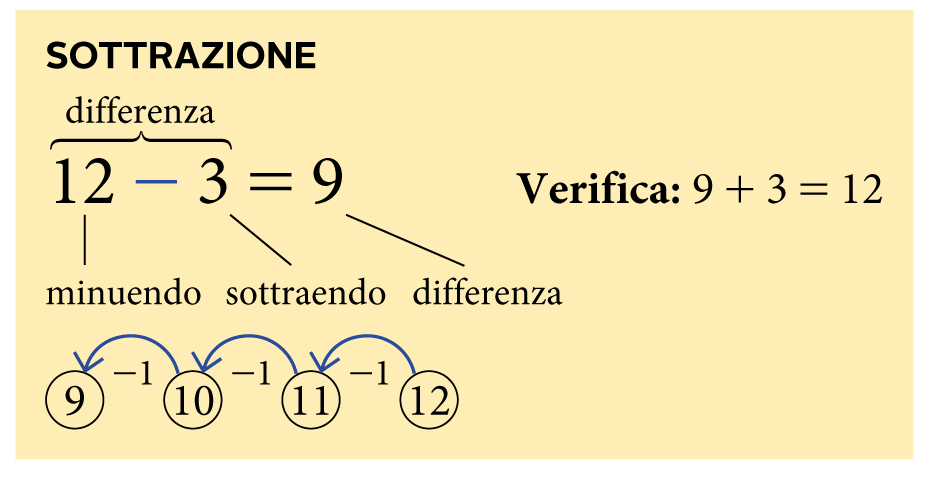 SOTTRAZIONE
differenza
12 − 3 = 9
Verifica: 9 + 3 = 12
minuendo sottraendo differenza
−1 −1 −1
9 10 11 12